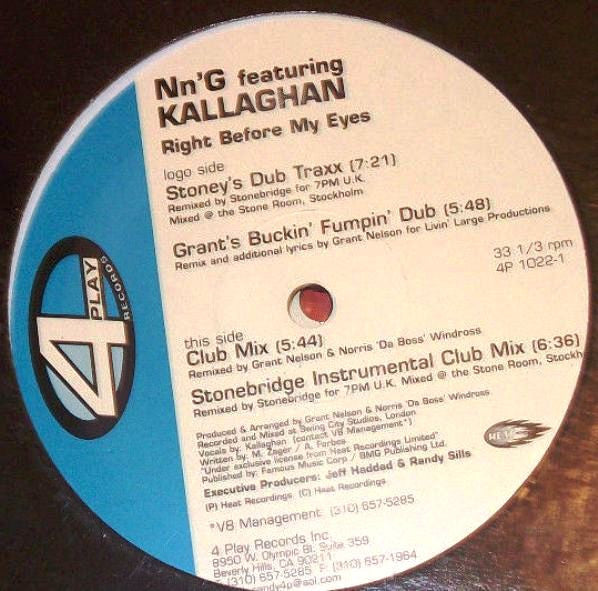 Nn'G featuring
KALLAGHAN
Right Before My Eyes
logo side
Stoney's Dub Traxx (7:21)
Remixed by Stonebridge for 7PM U.K.
Mixed @ the Stone Room, Stockholm
Grant's Buckin' Fumpin' Dub (5:48)
Remix and additional lyrics by Grant Nelson for Livin' Large Productions
33 1/3 rpm
4P 1022-1
4
PLAY
RECORDS
this side
Club Mix (5:44)
Remixed by Grant Nelson & Norris 'Da Boss' Windross
Stonebridge Instrumental Club Mix (6:36)
Remixed by Stonebridge for 7PM U.K. Mixed @ the Stone Room, Stockh
Produced & Arranged by Grant Nelson & Norris 'Da Boss' Windross
Recorded and Mixed at Swing City Studios, London
Vocals by: Kallaghan (contact V8 Management*)
Written by: M. Zager / A. Forbes
"Under exclusive license from Heat Recordings Limited"
Published by: Famous Music Corp / BMG Publishing Ltd.
Executive Producers: Jeff Haddad & Randy Sills
(P) Heat Recordings (C) Heat Recordings
HEAT
*V8 Management: (310) 657-5285
4 Play Records Inc.
8950 W. Olympic Bl. Suite 359
Beverly Hills, CA 90211
T (310) 657-5285 F (310) 657-1964
randy4p@aol.com